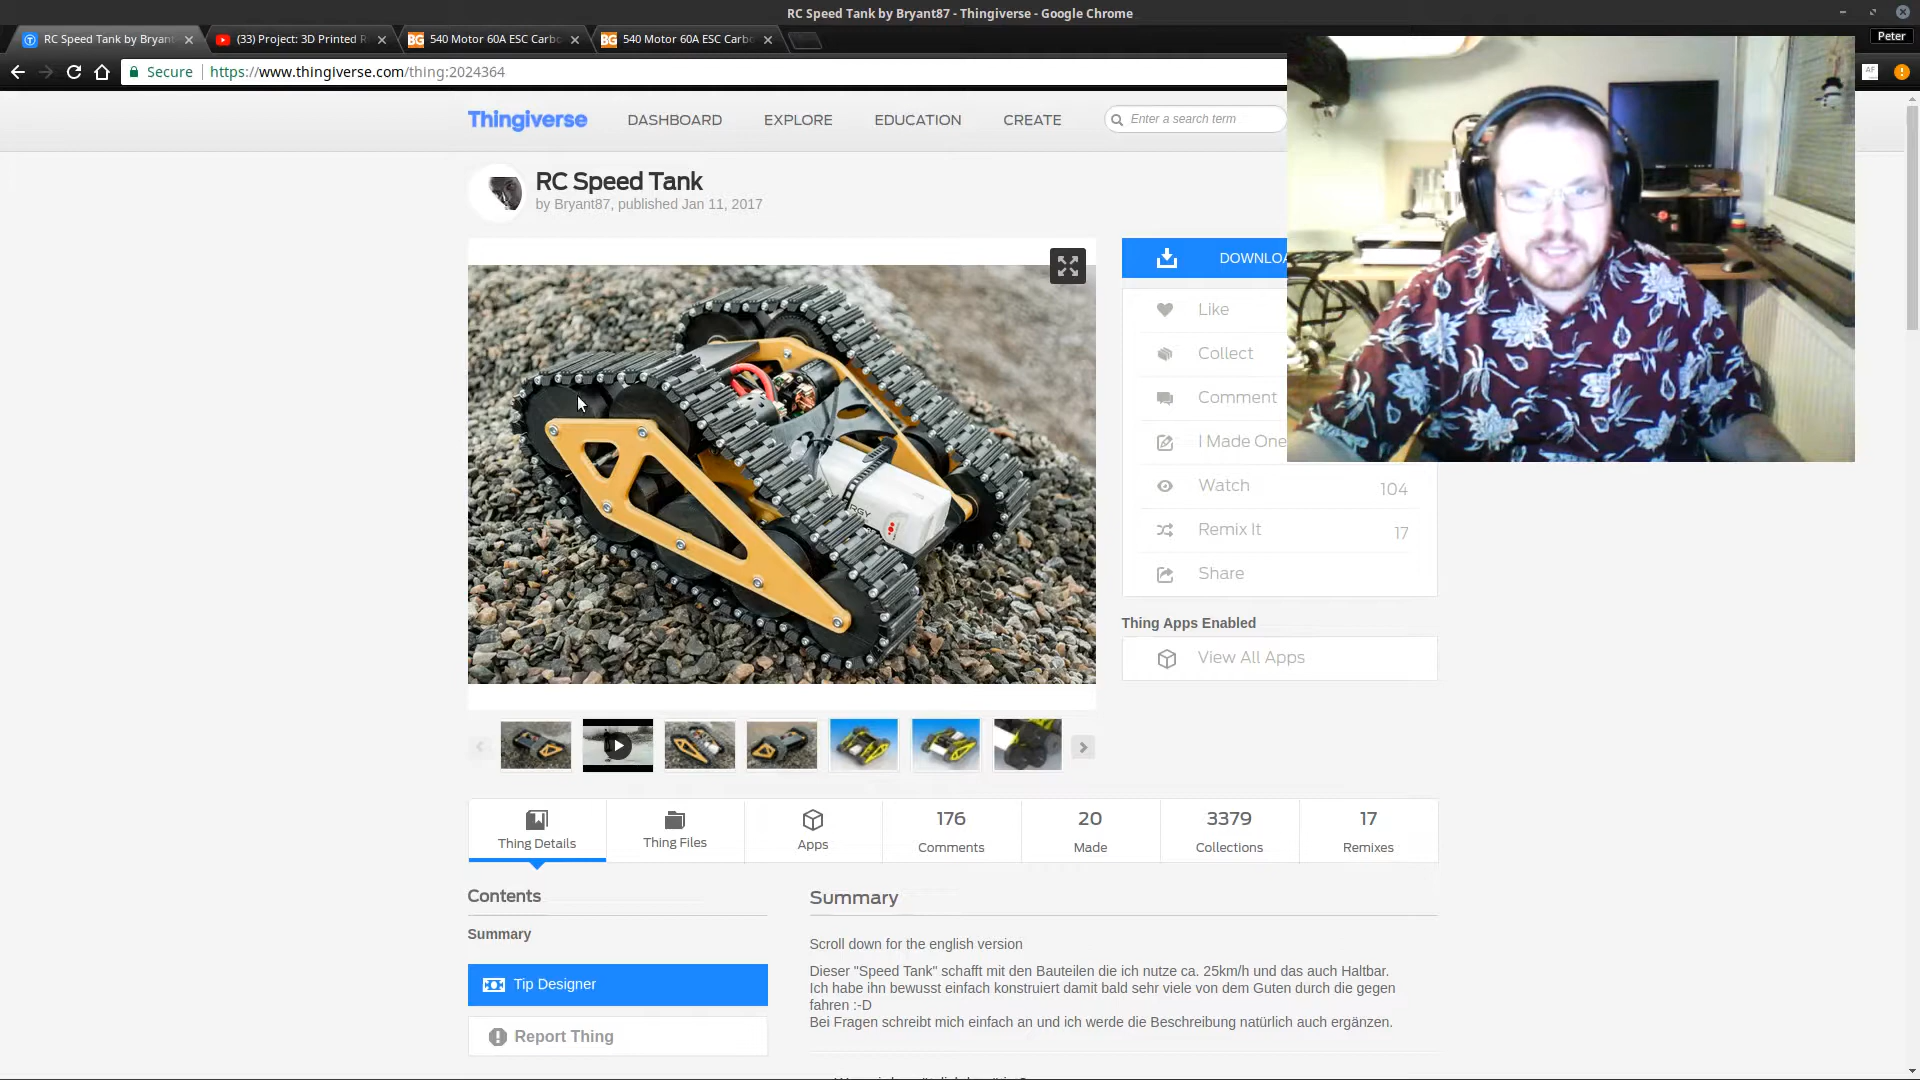 RC Speed Tank by Bryant87 - Thingiverse - Google Chrome
RC Speed Tank by Bryant
(33) Project: 3D Printed R
BG 540 Motor 60A ESC Carbo
BG 540 Motor 60A ESC Carbo
Peter
Secure
https://www.thingiverse.com/thing:2024364
Thingiverse
DASHBOARD
EXPLORE
EDUCATION
CREATE
Enter a search term
RC Speed Tank
by Bryant87, published Jan 11, 2017
DOWNLOA
Like
Collect
Comment
I Made One
Watch 104
Remix It 17
Share
Thing Apps Enabled
View All Apps
Thing Details
Thing Files
Apps
176 Comments
20 Made
3379 Collections
17 Remixes
Contents
Summary
Tip Designer
Report Thing
Summary
Scroll down for the english version
Dieser "Speed Tank" schafft mit den Bauteilen die ich nutze ca. 25km/h und das auch Haltbar.
Ich habe ihn bewusst einfach konstruiert damit bald sehr viele von dem Guten durch die gegen
fahren :-D
Bei Fragen schreibt mich einfach an und ich werde die Beschreibung natürlich auch ergänzen.